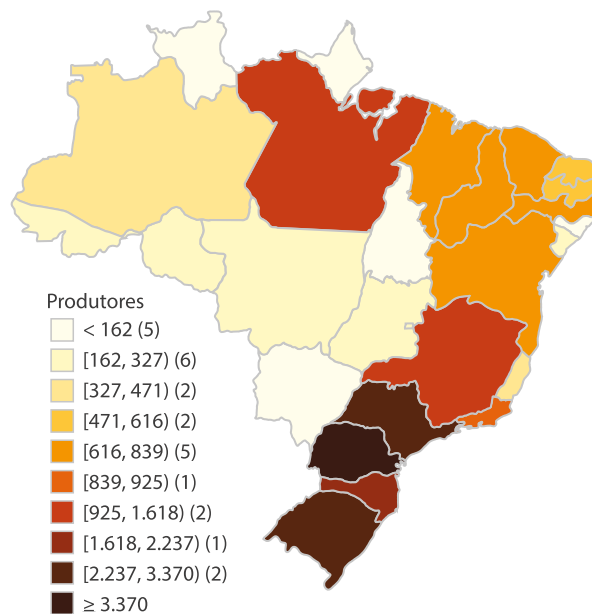 Produtores
< 162 (5)
[162, 327) (6)
[327, 471) (2)
[471, 616) (2)
[616, 839) (5)
[839, 925) (1)
[925, 1.618) (2)
[1.618, 2.237) (1)
[2.237, 3.370) (2)
≥ 3.370